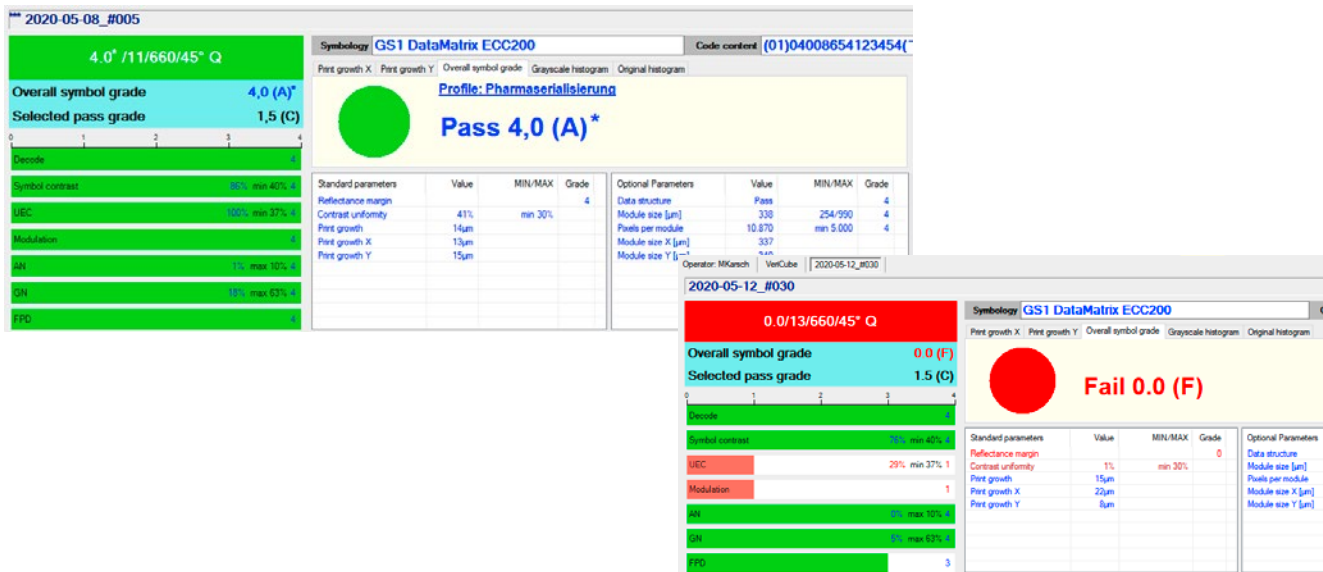 2020-05-08_#005
4.0* /11/660/45° Q
Symbology GS1 DataMatrix ECC200 Code content (01)04008654123454(
Print growth X Print growth Y Overall symbol grade Grayscale histogram Original histogram
Overall symbol grade 4,0 (A)*
Selected pass grade 1,5 (C)
Profile: Pharmaserialisierung
Pass 4,0 (A)*
0 1 2 3 4
Decode 4
Symbol contrast 86% min 40% 4
UEC 100% min 37% 4
Modulation 4
AN 1% max 10% 4
GN 18% max 63% 4
FPD 4
Standard parameters Value MIN/MAX Grade
Reflectance margin 4
Contrast uniformity 41% min 30%
Print growth 14µm
Print growth X 13µm
Print growth Y 15µm
Optional Parameters Value MIN/MAX Grade
Data structure Pass 4
Module size [µm] 338 254/990 4
Pixels per module 10.870 min 5.000 4
Module size X [µm] 337
Module size Y
Operator: MKarsch VeriCube 2020-05-12_#030
2020-05-12_#030
0.0/13/660/45° Q
Symbology GS1 DataMatrix ECC200
Print growth X Print growth Y Overall symbol grade Grayscale histogram Original histogram
Overall symbol grade 0.0 (F)
Selected pass grade 1.5 (C)
Fail 0.0 (F)
0 1 2 3 4
Decode 4
Symbol contrast 76% min 40% 4
UEC 29% min 37% 1
Modulation 1
AN 0% max 10% 4
GN 5% max 63% 4
FPD 3
Standard parameters Value MIN/MAX Grade
Reflectance margin 0
Contrast uniformity 1% min 30%
Print growth 15µm
Print growth X 22µm
Print growth Y 8µm
Optional Parameters
Data structure
Module size [µm]
Pixels per module
Module size X [µm]
Module size Y [µm]